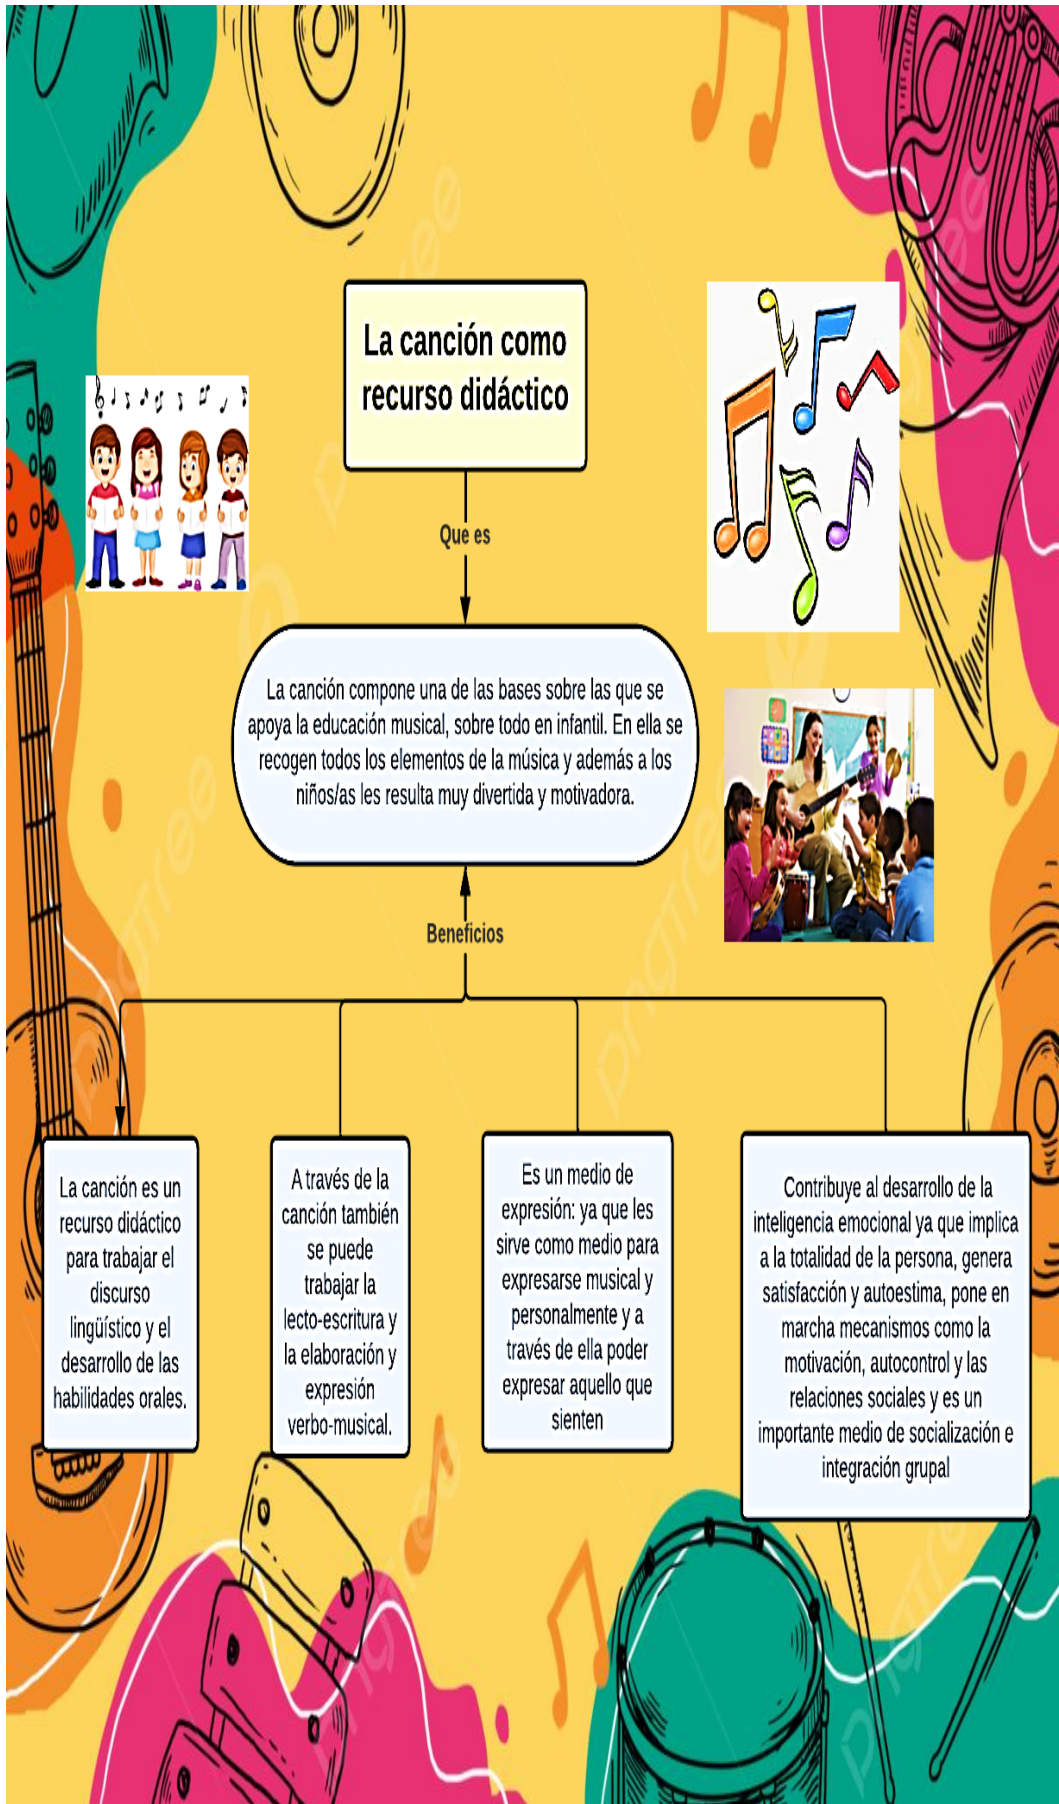 La canción como
recurso didáctico
Que es
La canción compone una de las bases sobre las que se
apoya la educación musical, sobre todo en infantil. En ella se
recogen todos los elementos de la música y además a los
niños/as les resulta muy divertida y motivadora.
Beneficios
La canción es un
recurso didáctico
para trabajar el
discurso
lingüístico y el
desarrollo de las
habilidades orales.
A través de la
canción también
se puede
trabajar la
lecto-escritura y
la elaboración y
expresión
verbo-musical.
Es un medio de
expresión: ya que les
sirve como medio para
expresarse musical y
personalmente y a
través de ella poder
expresar aquello que
sienten
Contribuye al desarrollo de la
inteligencia emocional ya que implica
a la totalidad de la persona, genera
satisfacción y autoestima, pone en
marcha mecanismos como la
motivación, autocontrol y las
relaciones sociales y es un
importante medio de socialización e
integración grupal